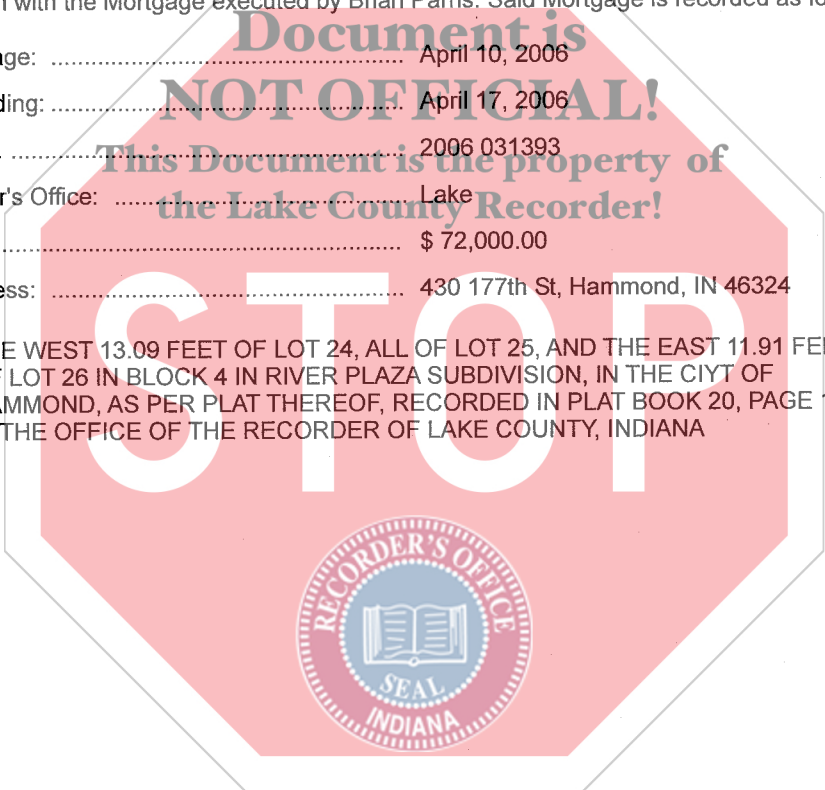 with the Mortgage executed by Brian Said Mortgage is recorded as
Document is
age: ............................................................ April 10, 2006
NOT OFFICIAL!
ding: .......................................................... April 17, 2006
This Document is the property of
. ................................................................. 2006 031393
r's Office: ................................................ Lake
the Lake County Recorder!
.................................................................. $ 72,000.00
ess: ............................................................. 430 177th St, Hammond, IN 46324
STOP
E WEST 13.09 FEET OF LOT 24, ALL OF LOT 25, AND THE EAST 11.91 FEE
LOT 26 IN BLOCK 4 IN RIVER PLAZA SUBDIVISION, IN THE CIYT OF
MMOND, AS PER PLAT THEREOF, RECORDED IN PLAT BOOK 20, PAGE 1
THE OFFICE OF THE RECORDER OF LAKE COUNTY, INDIANA
RECORDER'S OFFICE
SEAL
INDIANA